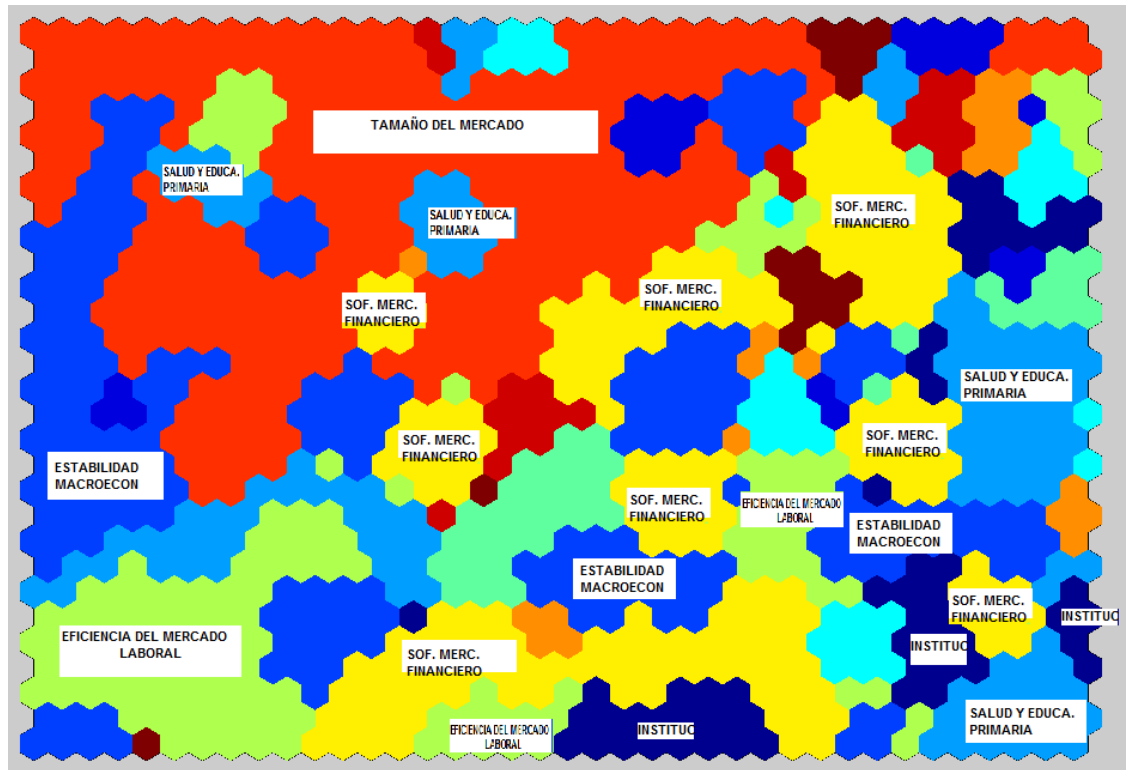 TAMAÑO DEL MERCADO
SALUD Y EDUCA.
PRIMARIA
SALUD Y EDUCA.
PRIMARIA
SOF. MERC.
FINANCIERO
SOF. MERC.
FINANCIERO
SOF. MERC.
FINANCIERO
SALUD Y EDUCA.
PRIMARIA
SOF. MERC.
FINANCIERO
SOF. MERC.
FINANCIERO
ESTABILIDAD
MACROECON
SOF. MERC.
FINANCIERO
EFICIENCIA DEL MERCADO
LABORAL
ESTABILIDAD
MACROECON
ESTABILIDAD
MACROECON
SOF. MERC.
FINANCIERO
INSTITUC
EFICIENCIA DEL MERCADO
LABORAL
SOF. MERC.
FINANCIERO
INSTITUC
EFICIENCIA DEL MERCADO
LABORAL
INSTITUC
SALUD Y EDUCA.
PRIMARIA